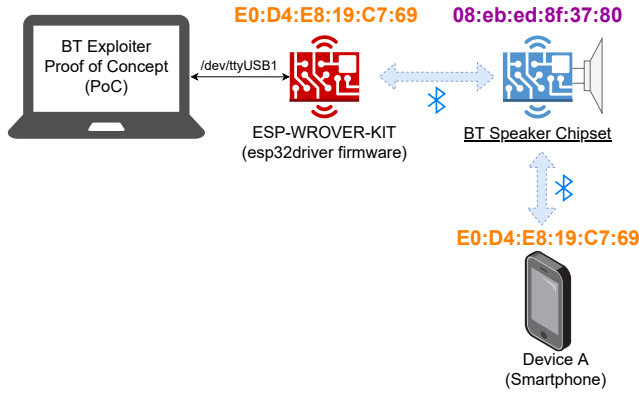 E0:D4:E8:19:C7:69
08:eb:ed:8f:37:80
BT Exploiter
Proof of Concept
(PoC)
/dev/ttyUSB1
ESP-WROVER-KIT
(esp32driver firmware)
BT Speaker Chipset
E0:D4:E8:19:C7:69
Device A
(Smartphone)